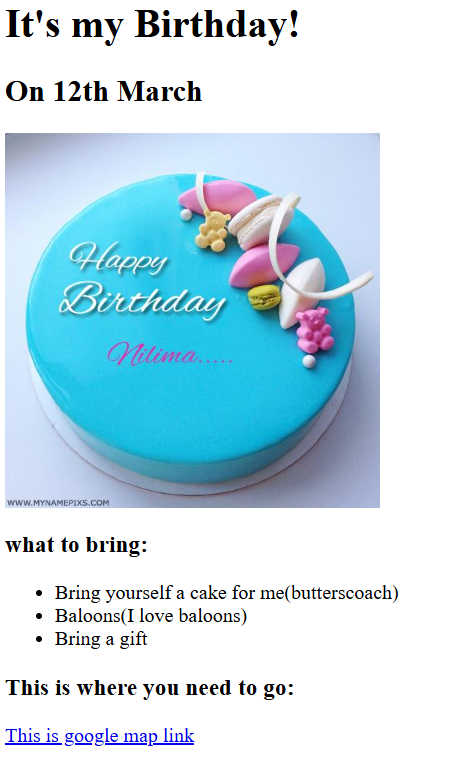 It's my Birthday!
On 12th March
Happy
Birthday
Nilima.....
WWW.MYNAMEPIXS.COM
what to bring:
Bring yourself a cake for me(butterscoach)
Baloons(I love baloons)
Bring a gift
This is where you need to go:
This is google map link